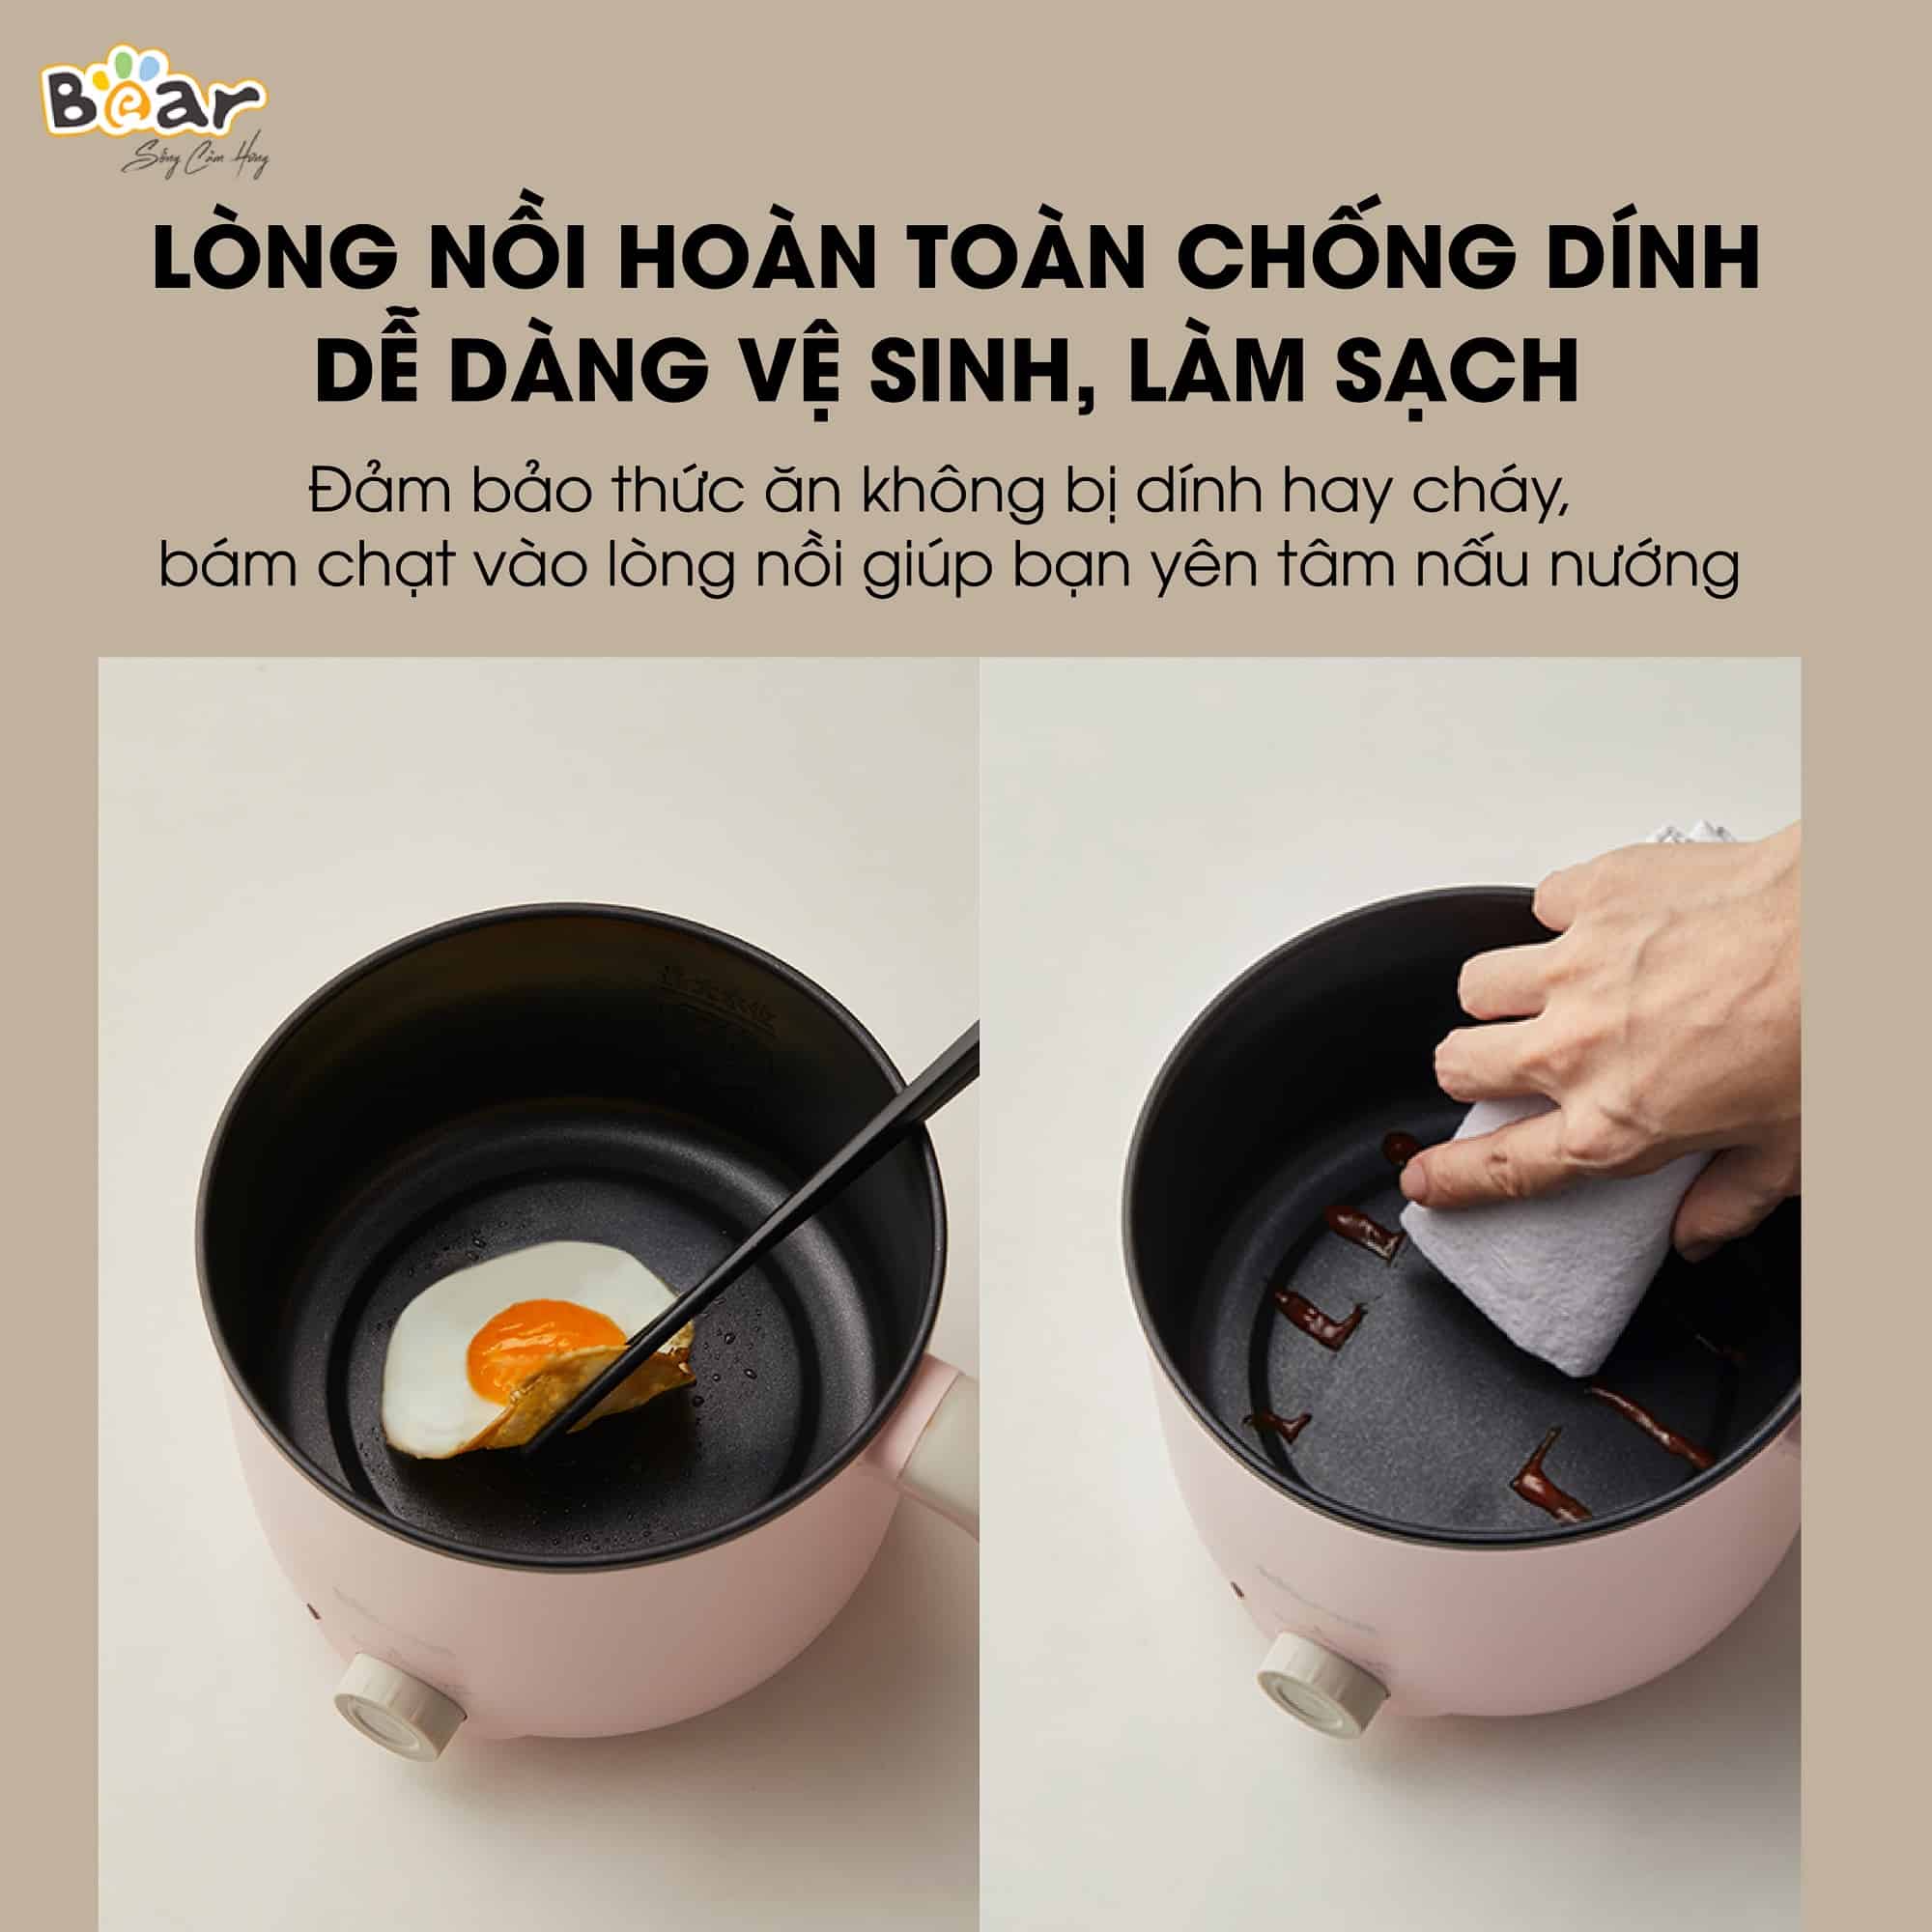 Bear
Sống Cảm Hứng
LÒNG NỒI HOÀN TOÀN CHỐNG DÍNH
DỄ DÀNG VỆ SINH, LÀM SẠCH
Đảm bảo thức ăn không bị dính hay cháy,
bám chạt vào lòng nồi giúp bạn yên tâm nấu nướng